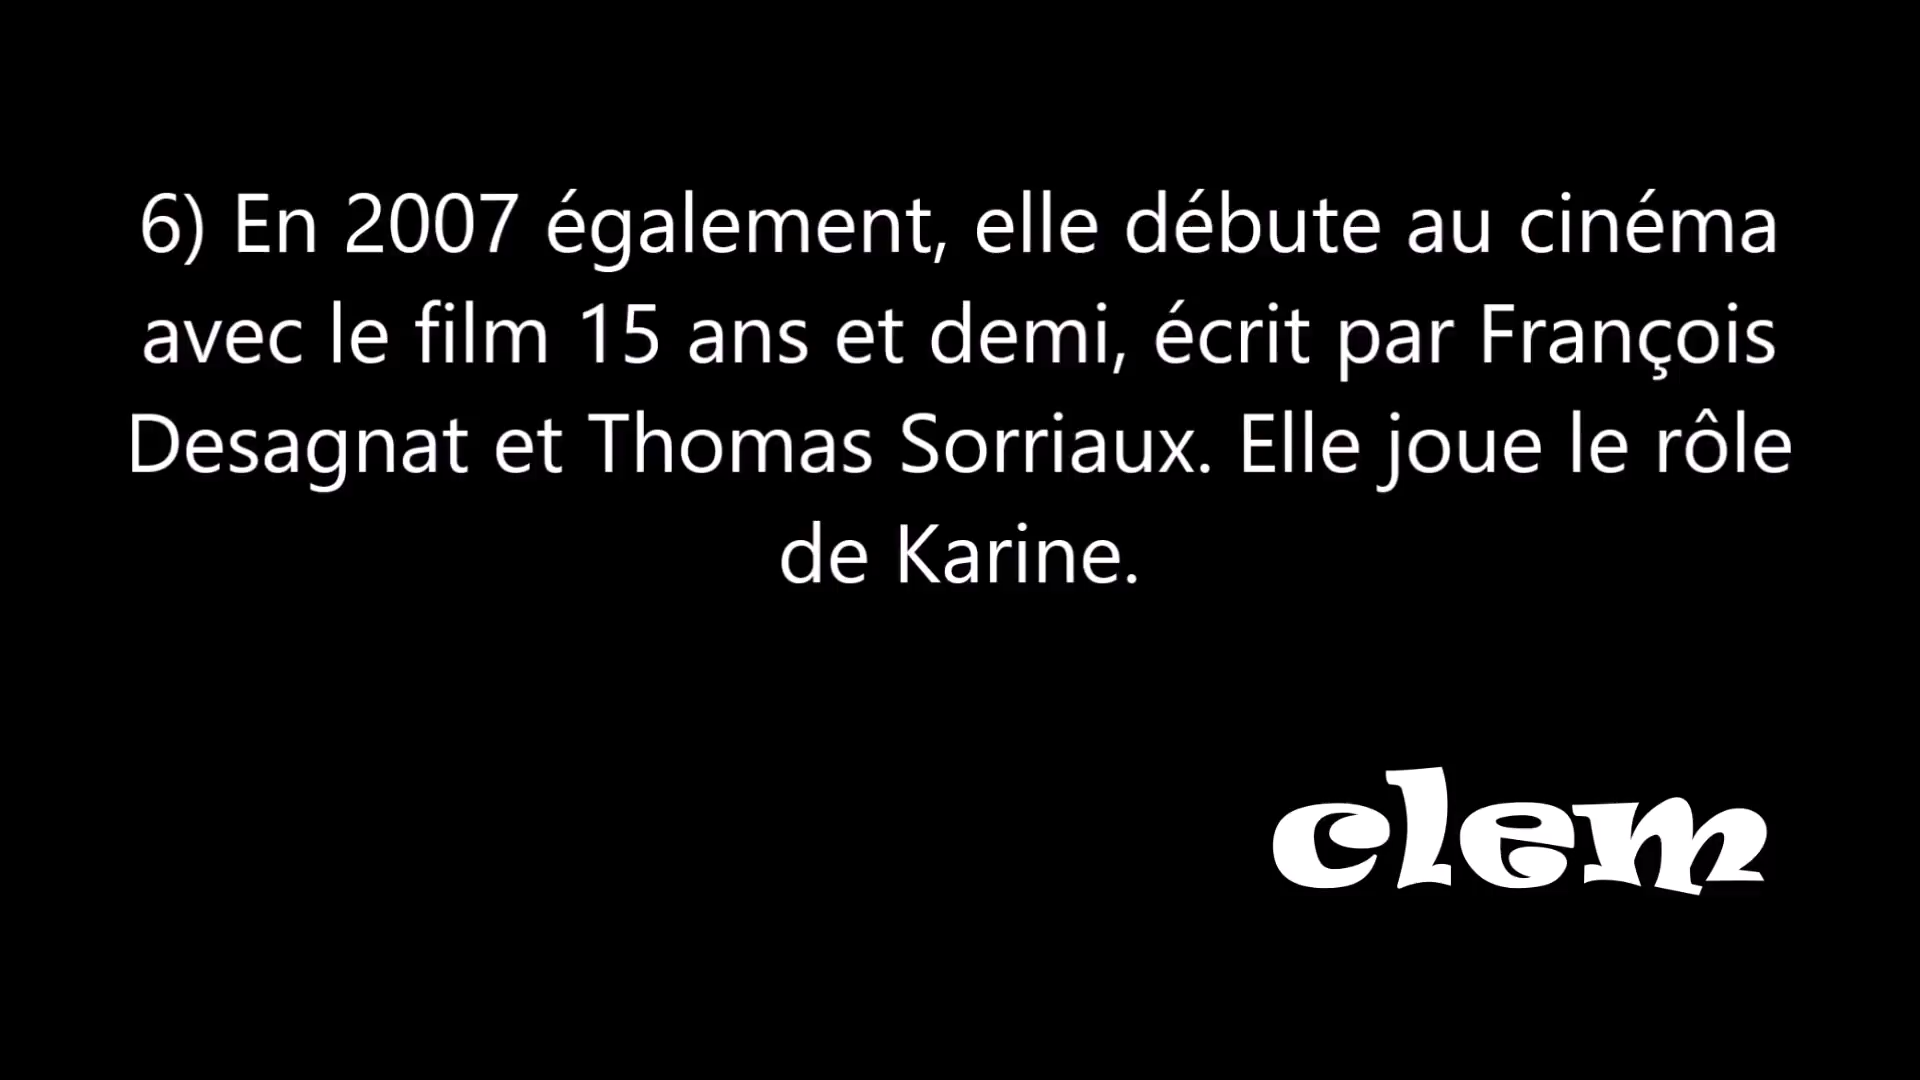 6) En 2007 également, elle débute au cinéma
avec le film 15 ans et demi, écrit par François
Desagnat et Thomas Sorriaux. Elle joue le rôle
de Karine.
clem